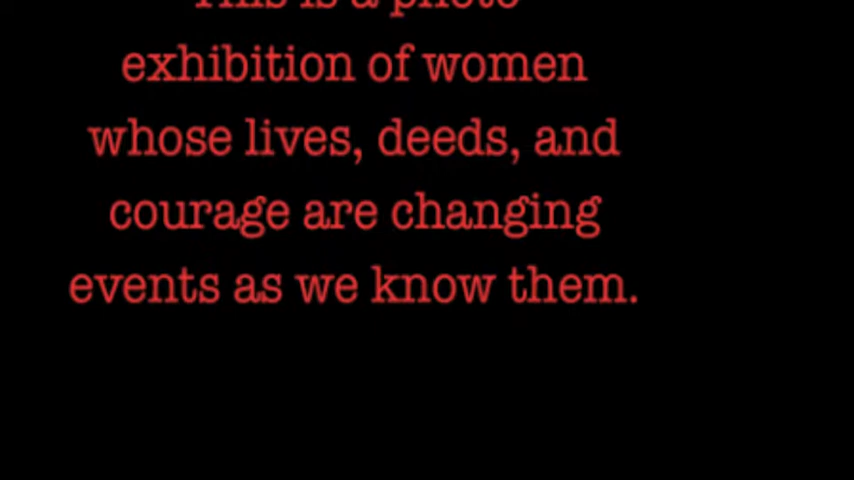 This is a photo
exhibition of women
whose lives, deeds, and
courage are changing
events as we know them.